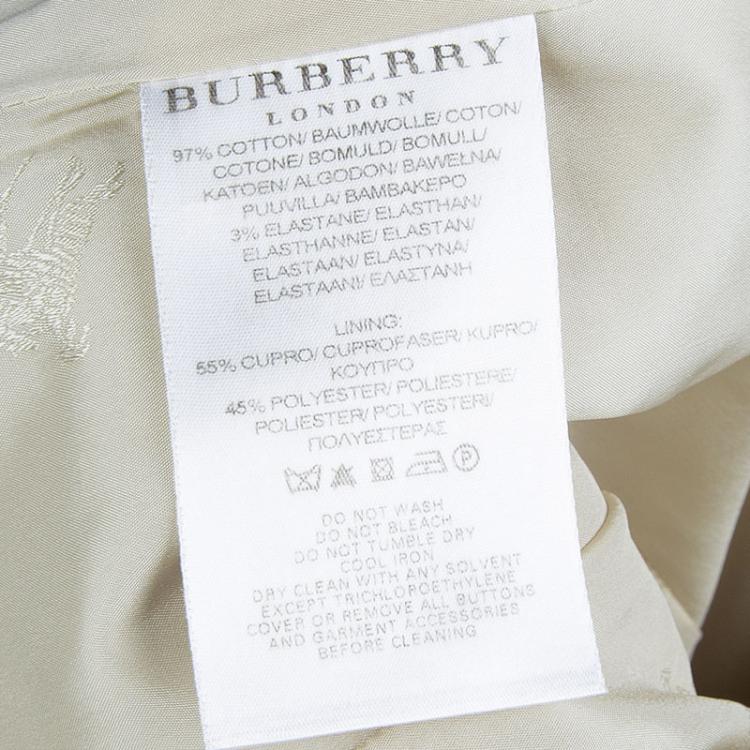 BURBERRY
LONDON
97% COTTON/ BAUMWOLLE/ COTON/
COTONE/ BOMULD/ BOMULL/
KATOEN/ ALGODON/ BAWEŁNA/
PUUVILLA/ ΒΑΜΒΑΚΕΡΟ
3% ELASTANE/ ELASTHAN/
ELASTHANNE/ ELASTAN/
ELASTAAN/ ELASTYNA/
ELASTAANI/ ΕΛΑΣΤΑΝΗ
LINING:
55% CUPRO/ CUPROFASER/ KUPRO/
ΚΟΥΠΡΟ
45% POLYESTER/ POLIESTERE/
POLIESTER/ POLYESTERI/
ΠΟΛΥΕΣΤΕΡΑΣ
P
DO NOT WASH
DO NOT BLEACH
DO NOT TUMBLE DRY
COOL IRON
DRY CLEAN WITH ANY SOLVENT
EXCEPT TRICHLOROETHYLENE
COVER OR REMOVE ALL BUTTONS
AND GARMENT ACCESSORIES
BEFORE CLEANING